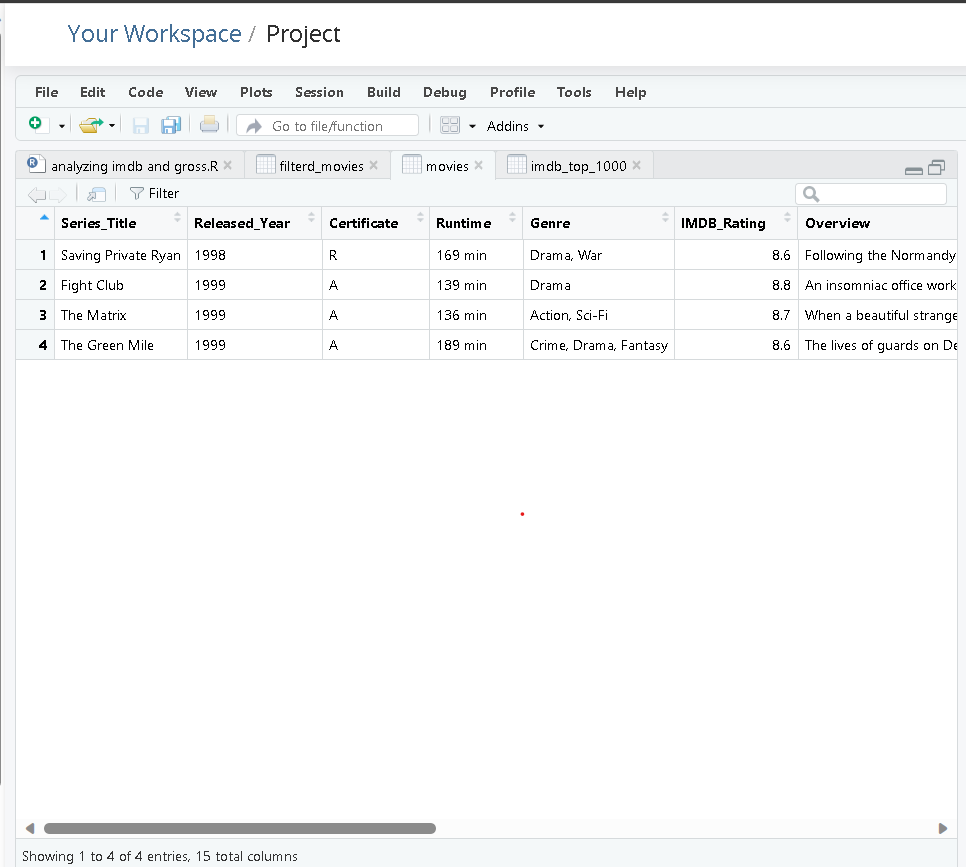 Your Workspace / Project
File Edit Code View Plots Session Build Debug Profile Tools Help
Go to file/function Addins
R analyzing imdb and gross.R filterd_movies movies imdb_top_1000
Filter
Series_Title Released_Year Certificate Runtime Genre IMDB_Rating Overview
1 Saving Private Ryan 1998 R 169 min Drama, War 8.6 Following the Normandy
2 Fight Club 1999 A 139 min Drama 8.8 An insomniac office work
3 The Matrix 1999 A 136 min Action, Sci-Fi 8.7 When a beautiful strange
4 The Green Mile 1999 A 189 min Crime, Drama, Fantasy 8.6 The lives of guards on De
Showing 1 to 4 of 4 entries, 15 total columns